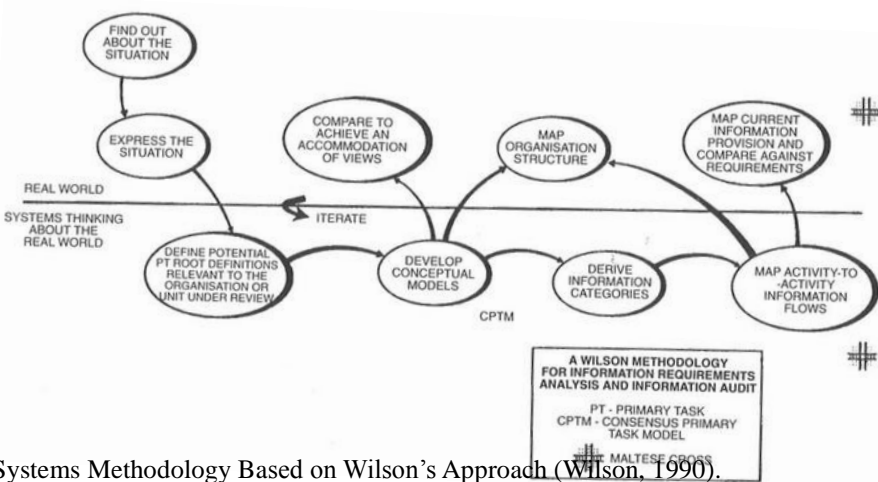 FIND OUT
ABOUT THE
SITUATION
EXPRESS THE
SITUATION
COMPARE TO
ACHIEVE AN
ACCOMMODATION
OF VIEWS
MAP
ORGANISATION
STRUCTURE
MAP CURRENT
INFORMATION
PROVISION AND
COMPARE AGAINST
REQUIREMENTS
REAL WORLD
SYSTEMS THINKING
ABOUT THE
REAL WORLD
ITERATE
DEFINE POTENTIAL
PT ROOT DEFINITIONS
RELEVANT TO THE
ORGANISATION OR
UNIT UNDER REVIEW
DEVELOP
CONCEPTUAL
MODELS
DERIVE
INFORMATION
CATEGORIES
MAP ACTIVITY-TO
-ACTIVITY
INFORMATION
FLOWS
CPTM
A WILSON METHODOLOGY
FOR INFORMATION REQUIREMENTS
ANALYSIS AND INFORMATION AUDIT
PT - PRIMARY TASK
CPTM - CONSENSUS PRIMARY
TASK MODEL
MALTESE CROSS
Systems Methodology Based on Wilson's Approach (Wilson, 1990).